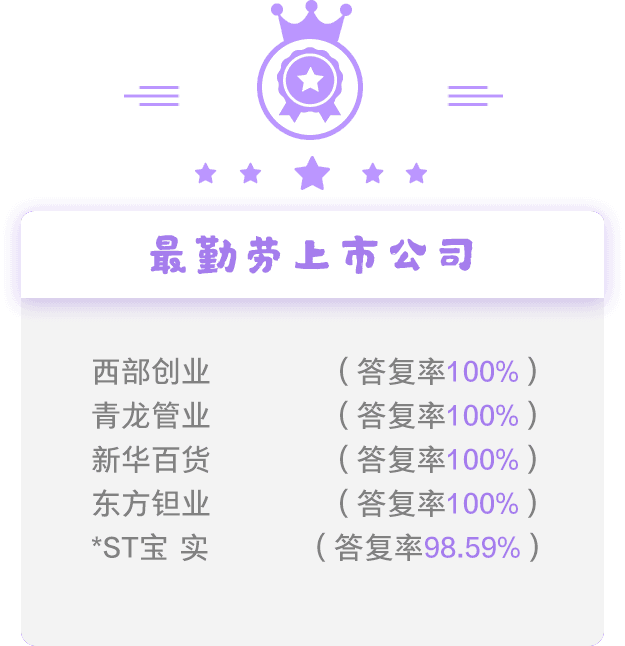 最勤劳上市公司
西部创业 （答复率100%）
青龙管业 （答复率100%）
新华百货 （答复率100%）
东方钽业 （答复率100%）
*ST宝 实 （答复率98.59%）